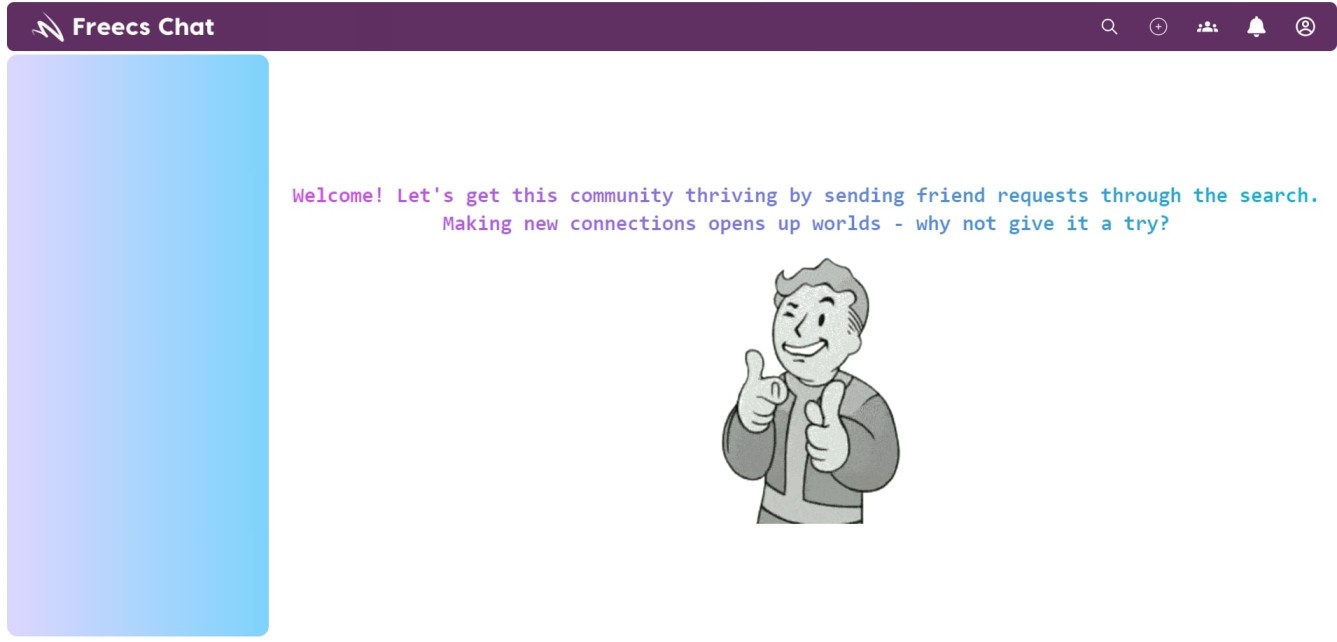 Freecs Chat
Welcome! Let's get this community thriving by sending friend requests through the search.
Making new connections opens up worlds - why not give it a try?